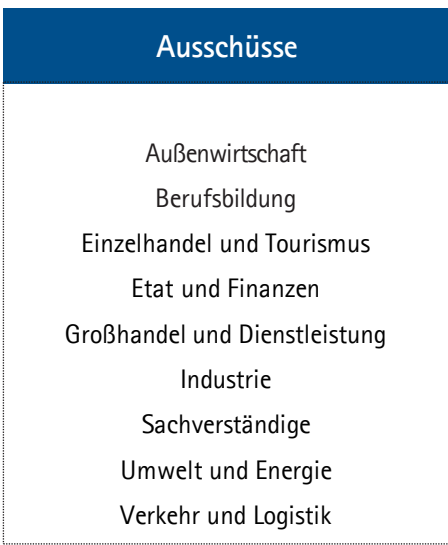 Ausschüsse
Außenwirtschaft
Berufsbildung
Einzelhandel und Tourismus
Etat und Finanzen
Großhandel und Dienstleistung
Industrie
Sachverständige
Umwelt und Energie
Verkehr und Logistik